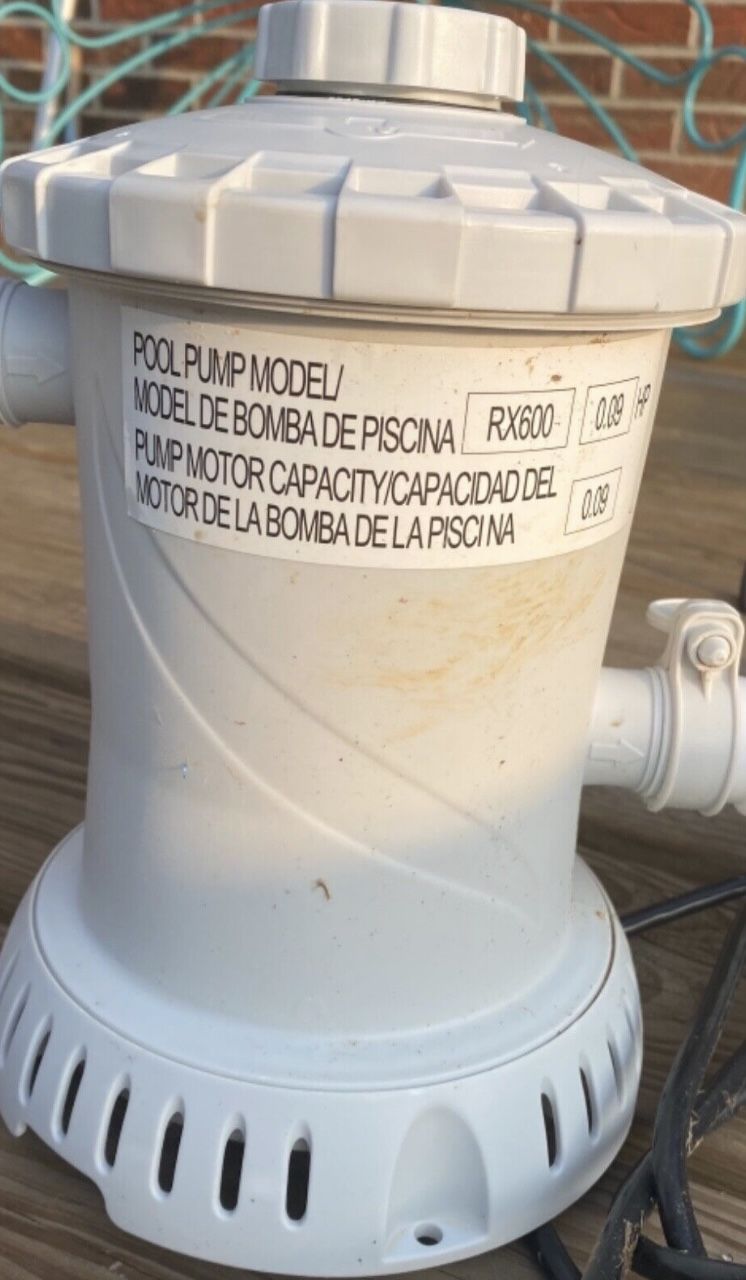 POOL PUMP MODEL/
MODEL DE BOMBA DE PISCINA RX600 0.09 HP
PUMP MOTOR CAPACITY/CAPACIDAD DEL
MOTOR DE LA BOMBA DE LA PISCINA 0.09